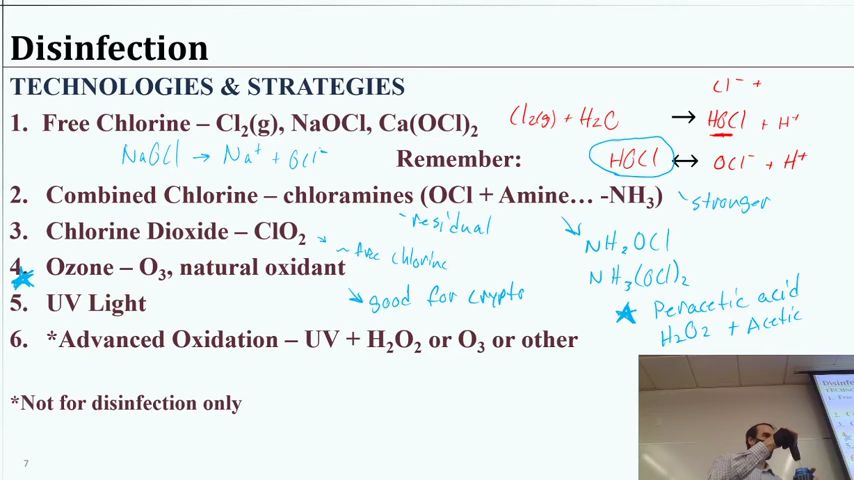 Disinfection
TECHNOLOGIES & STRATEGIES
Cl⁻ +
1. Free Chlorine – Cl₂(g), NaOCl, Ca(OCl)₂ Cl₂(g) + H₂O → HOCl + H⁺
NaOCl → Na⁺ + OCl⁻ Remember: HOCl ↔ OCl⁻ + H⁺
2. Combined Chlorine – chloramines (OCl + Amine… -NH₃) stronger
- residual
3. Chlorine Dioxide – ClO₂ ~ free chlorine
NH₂OCl
4. Ozone – O₃, natural oxidant
NH₃(OCl)₂
good for crypto
5. UV Light
Peracetic acid
H₂O₂ + Acetic
6. *Advanced Oxidation – UV + H₂O₂ or O₃ or other
*Not for disinfection only
7